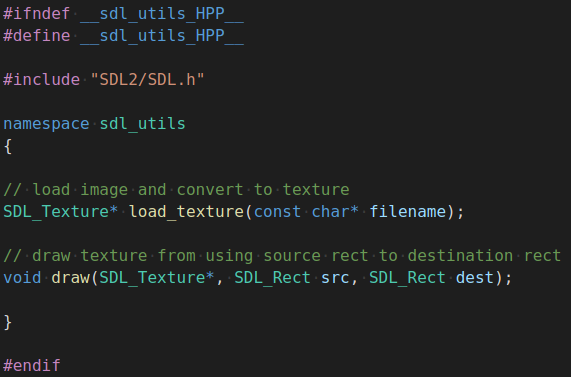 #ifndef __sdl_utils_HPP__
#define __sdl_utils_HPP__
#include "SDL2/SDL.h"
namespace sdl_utils
{
// load image and convert to texture
SDL_Texture* load_texture(const char* filename);
// draw texture from using source rect to destination rect
void draw(SDL_Texture*, SDL_Rect src, SDL_Rect dest);
}
#endif